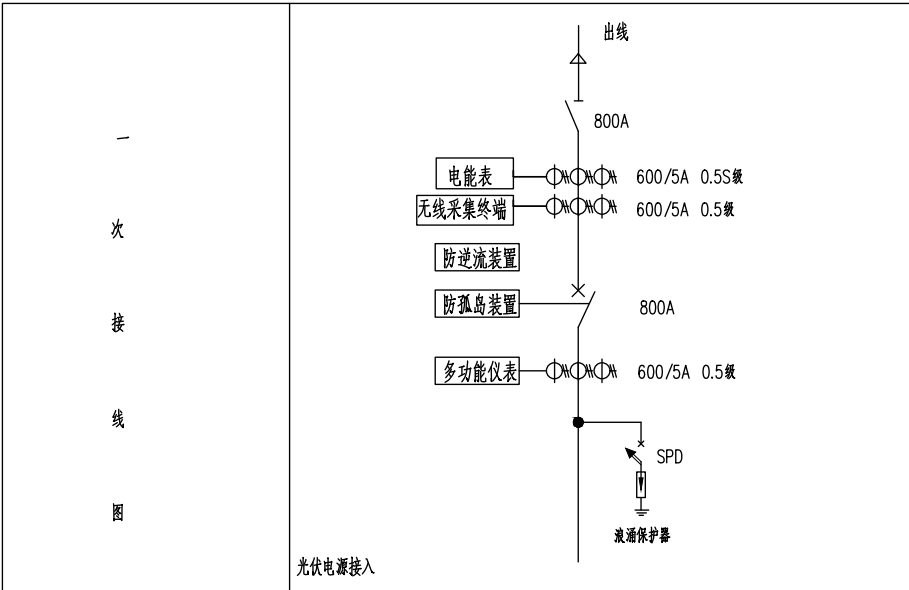 一
次
接
线
图
出线
800A
电能表
600/5A 0.5S级
无线采集终端
600/5A 0.5级
防逆流装置
防孤岛装置
800A
多功能仪表
600/5A 0.5级
SPD
浪涌保护器
光伏电源接入